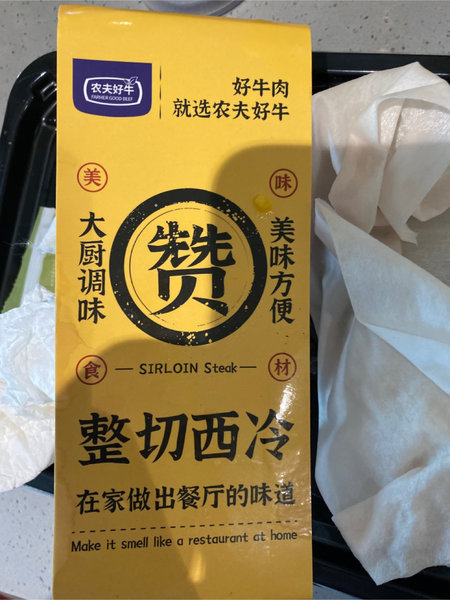 农夫好牛
FARMER GOOD BEEF
好牛肉
就选农夫好牛
美味
大厨调味
赞
美味方便
食材
SIRLOIN Steak
整切西冷
在家做出餐厅的味道
Make it smell like a restaurant at home